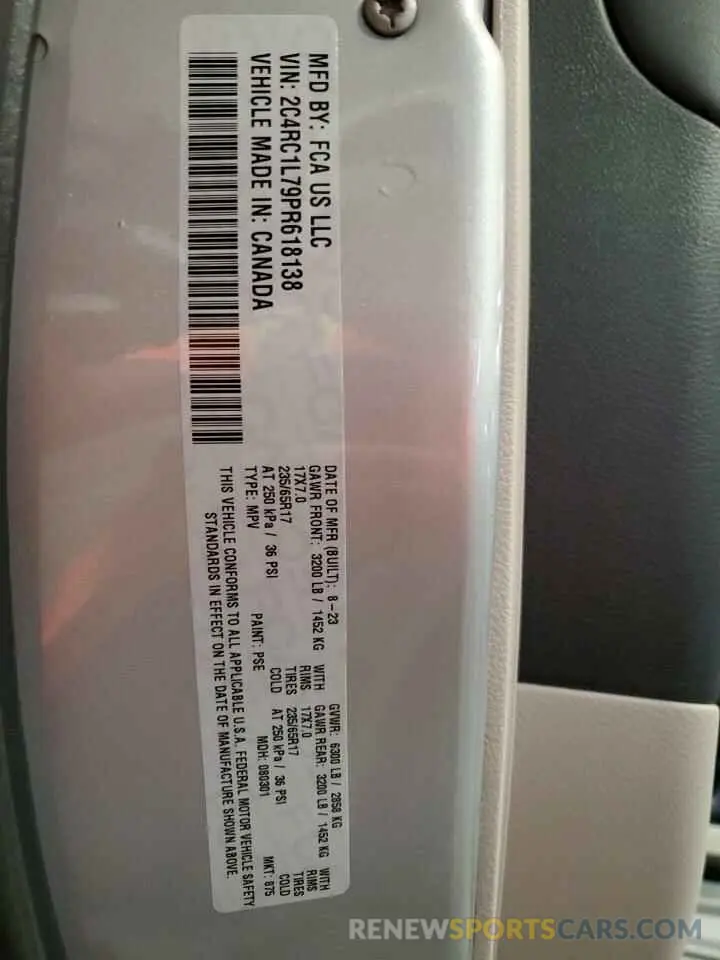 MFD BY: FCA US LLC
VIN: 2C4RC1L79PR618138
VEHICLE MADE IN: CANADA
DATE OF MFR (BUILT): 8-23 GVWR: 6300 LB / 2858 KG
GAWR FRONT: 3200 LB / 1452 KG WITH GAWR REAR: 3200 LB / 1452 KG WITH
17X7.0 RIMS 17X7.0 RIMS
235/65R17 TIRES 235/65R17 TIRES
AT 250 kPa / 36 PSI COLD AT 250 kPa / 36 PSI COLD
TYPE: MPV PAINT: PSE MDH: 080301 MKT: 875
THIS VEHICLE CONFORMS TO ALL APPLICABLE U.S.A. FEDERAL MOTOR VEHICLE SAFETY
STANDARDS IN EFFECT ON THE DATE OF MANUFACTURE SHOWN ABOVE.
RENEWSPORTSCARS.COM